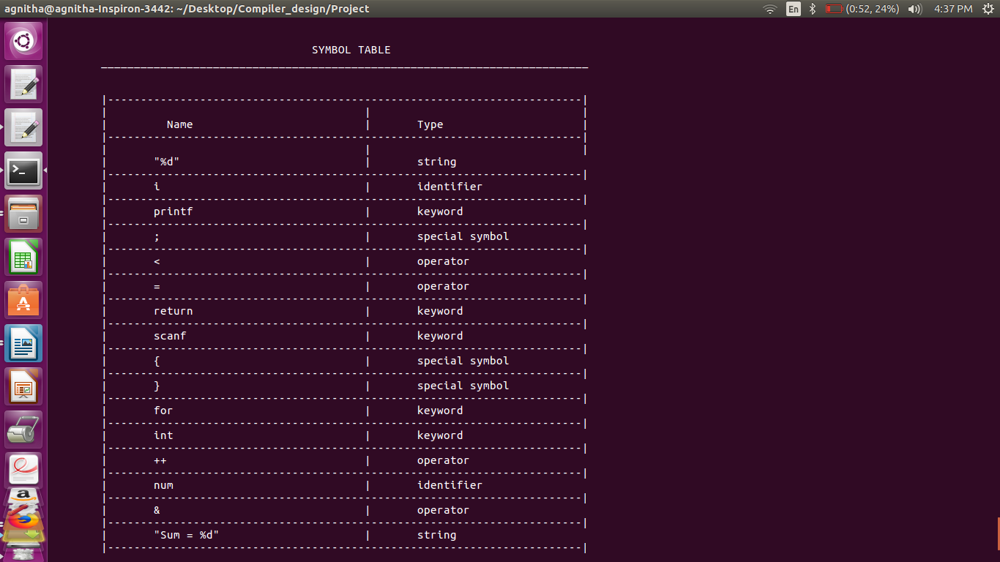 agnitha@agnitha-Inspiron-3442: ~/Desktop/Compiler_design/Project
En
(0:52, 24%)
4:37 PM
SYMBOL TABLE
Name Type
"%d" string
i identifier
printf keyword
; special symbol
< operator
= operator
return keyword
scanf keyword
{ special symbol
} special symbol
for keyword
int keyword
++ operator
num identifier
& operator
"Sum = %d" string